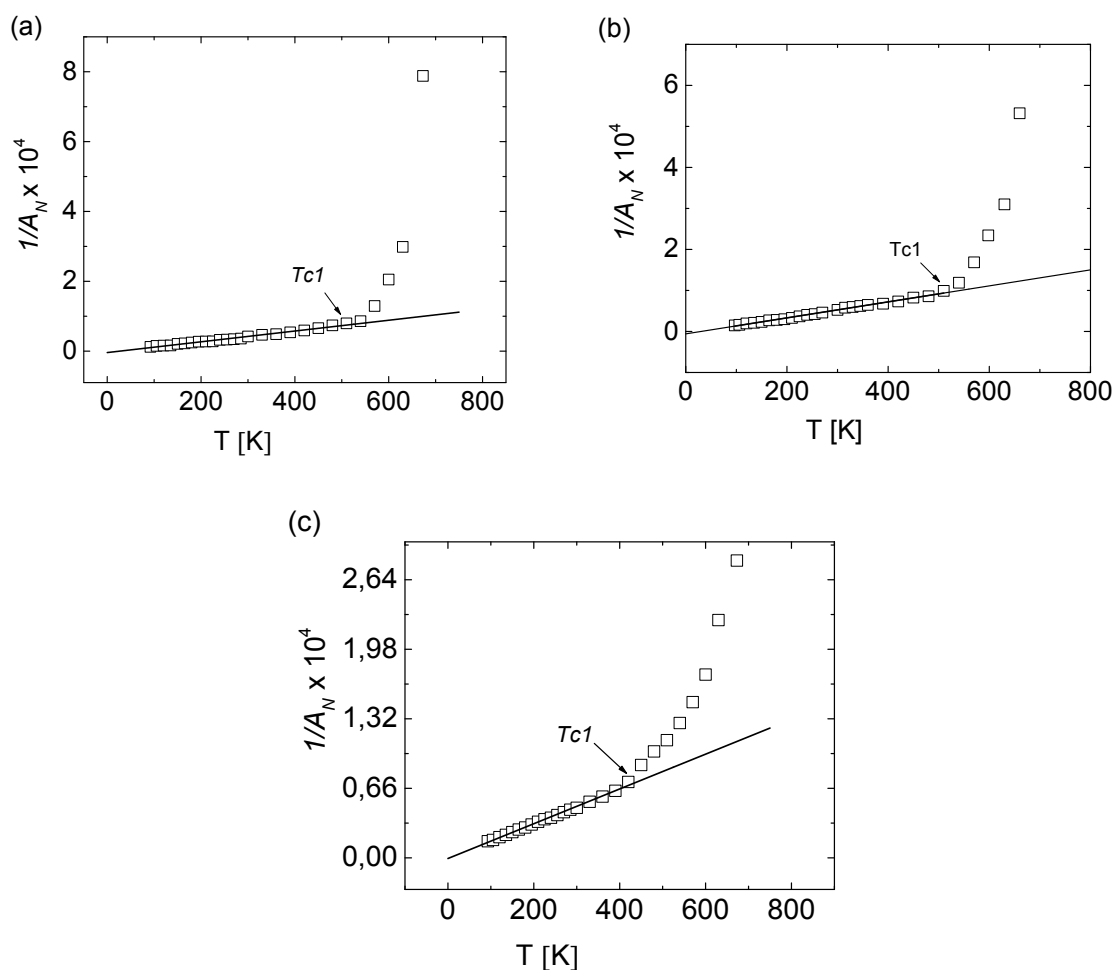 (a)
8
6
4
2
0
1/A_N x 10^4
Tc1
0 200 400 600 800
T [K]
(b)
6
4
2
0
1/A_N x 10^4
Tc1
0 200 400 600 800
T [K]
(c)
2,64
1,98
1,32
0,66
0,00
1/A_N x 10^4
Tc1
0 200 400 600 800
T [K]